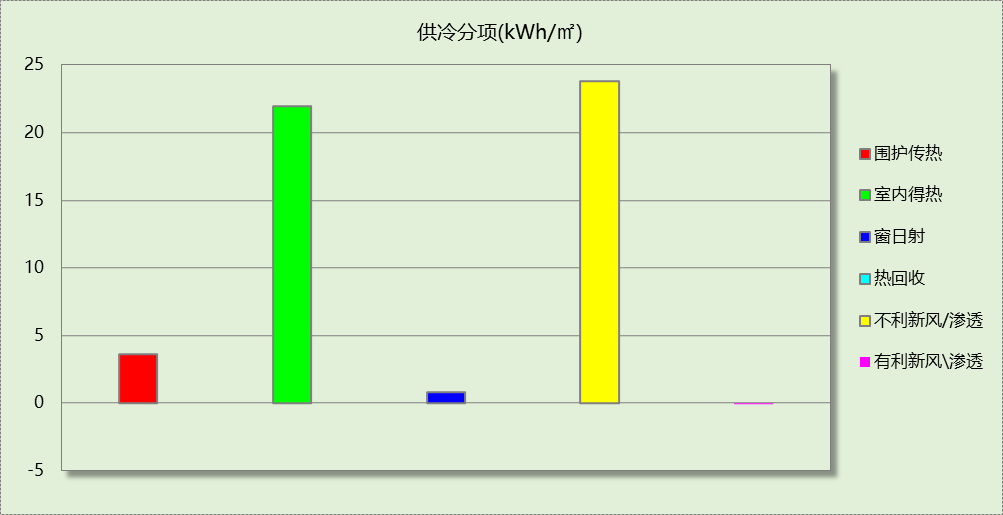 供冷分项(kWh/㎡)
25
20
15
10
5
0
-5
围护传热
室内得热
窗日射
热回收
不利新风/渗透
有利新风\渗透